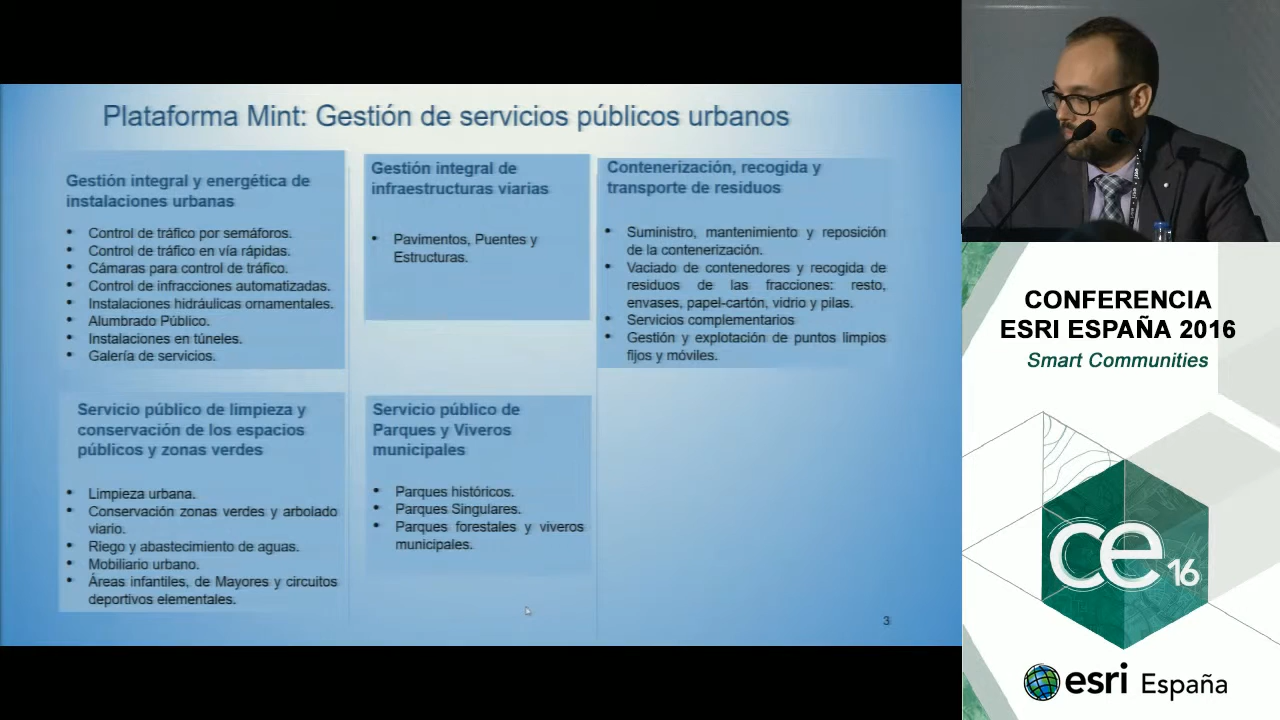 Plataforma Mint: Gestión de servicios públicos urbanos
Gestión integral y energética de
instalaciones urbanas
• Control de tráfico por semáforos.
• Control de tráfico en vía rápidas.
• Cámaras para control de tráfico.
• Control de infracciones automatizadas.
• Instalaciones hidráulicas ornamentales.
• Alumbrado Público.
• Instalaciones en túneles.
• Galería de servicios.
Gestión integral de
infraestructuras viarias
• Pavimentos, Puentes y
Estructuras.
Contenerización, recogida y
transporte de residuos
• Suministro, mantenimiento y reposición
de la contenerización.
• Vaciado de contenedores y recogida de
residuos de las fracciones: resto,
envases, papel-cartón, vidrio y pilas.
• Servicios complementarios
• Gestión y explotación de puntos limpios
fijos y móviles.
Servicio público de limpieza y
conservación de los espacios
públicos y zonas verdes
• Limpieza urbana.
• Conservación zonas verdes y arbolado
viario.
• Riego y abastecimiento de aguas.
• Mobiliario urbano.
• Áreas infantiles, de Mayores y circuitos
deportivos elementales.
Servicio público de
Parques y Viveros
municipales
• Parques históricos.
• Parques Singulares.
• Parques forestales y viveros
municipales.
3
CONFERENCIA
ESRI ESPAÑA 2016
Smart Communities
ce16
esri España